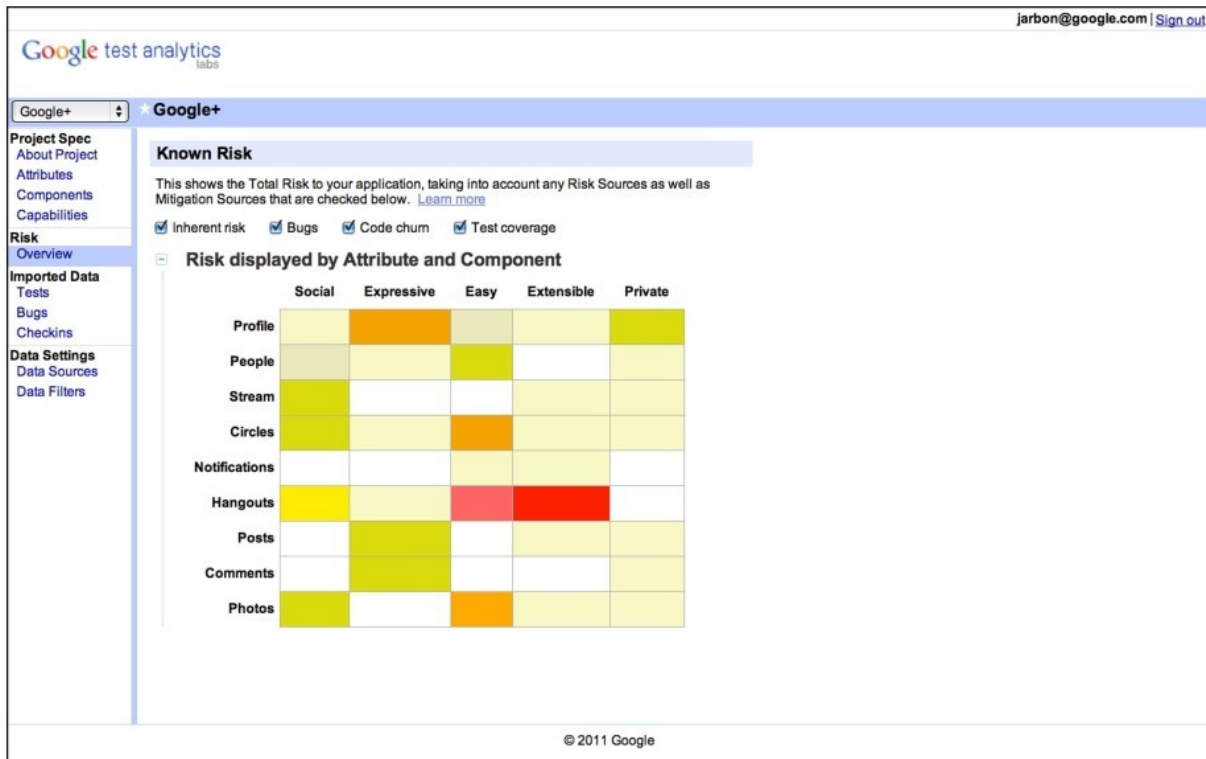 jarbon@google.com | Sign out
Google test analytics
labs
Google+
Google+
Project Spec
About Project
Attributes
Components
Capabilities
Risk
Overview
Imported Data
Tests
Bugs
Checkins
Data Settings
Data Sources
Data Filters
Known Risk
This shows the Total Risk to your application, taking into account any Risk Sources as well as
Mitigation Sources that are checked below. Learn more
Inherent risk Bugs Code churn Test coverage
Risk displayed by Attribute and Component
Social Expressive Easy Extensible Private
Profile
People
Stream
Circles
Notifications
Hangouts
Posts
Comments
Photos
© 2011 Google